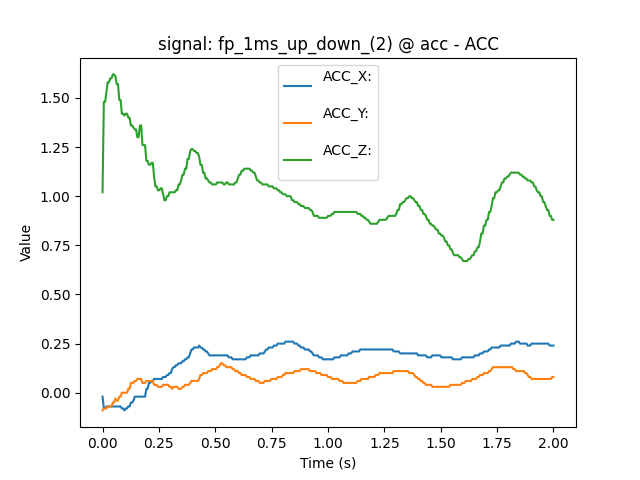 signal: fp_1ms_up_down_(2) @ acc - ACC
ACC_X:
ACC_Y:
ACC_Z:
Value
1.50
1.25
1.00
0.75
0.50
0.25
0.00
0.00 0.25 0.50 0.75 1.00 1.25 1.50 1.75 2.00
Time (s)